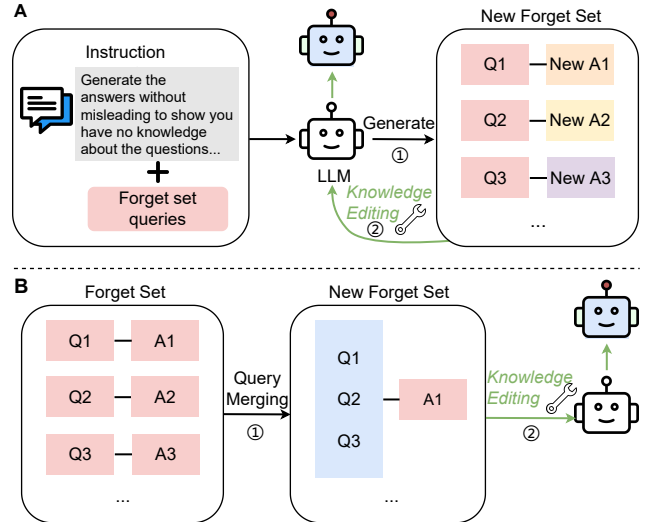 A
Instruction
Generate the
answers without
misleading to show you
have no knowledge
about the questions...
+
Forget set
queries
LLM
Generate
①
Knowledge
Editing
②
New Forget Set
Q1
New A1
Q2
New A2
Q3
New A3
...
B
Forget Set
Q1
A1
Q2
A2
Q3
A3
...
Query
Merging
①
New Forget Set
Q1
Q2
A1
Q3
...
Knowledge
Editing
②